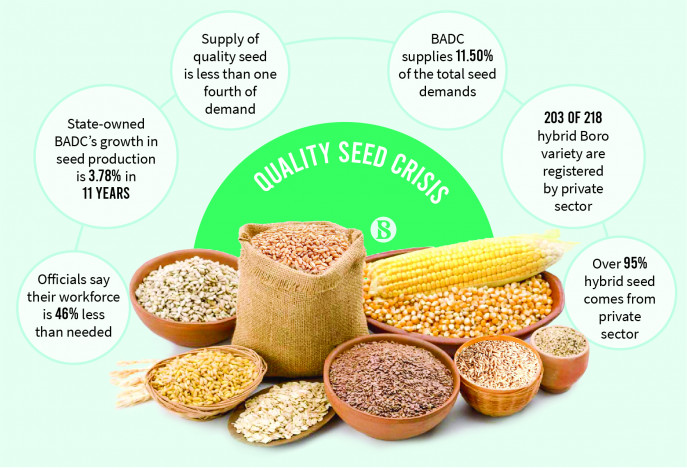 Supply of
quality seed
is less than one
fourth of
demand
BADC
supplies 11.50%
of the total seed
demands
State-owned
BADC's growth in
seed production
is 3.78% in
11 YEARS
203 OF 218
hybrid Boro
variety are
registered
by private
sector
QUALITY SEED CRISIS
Officials say
their workforce
is 46% less
than needed
Over 95%
hybrid seed
comes from
private
sector